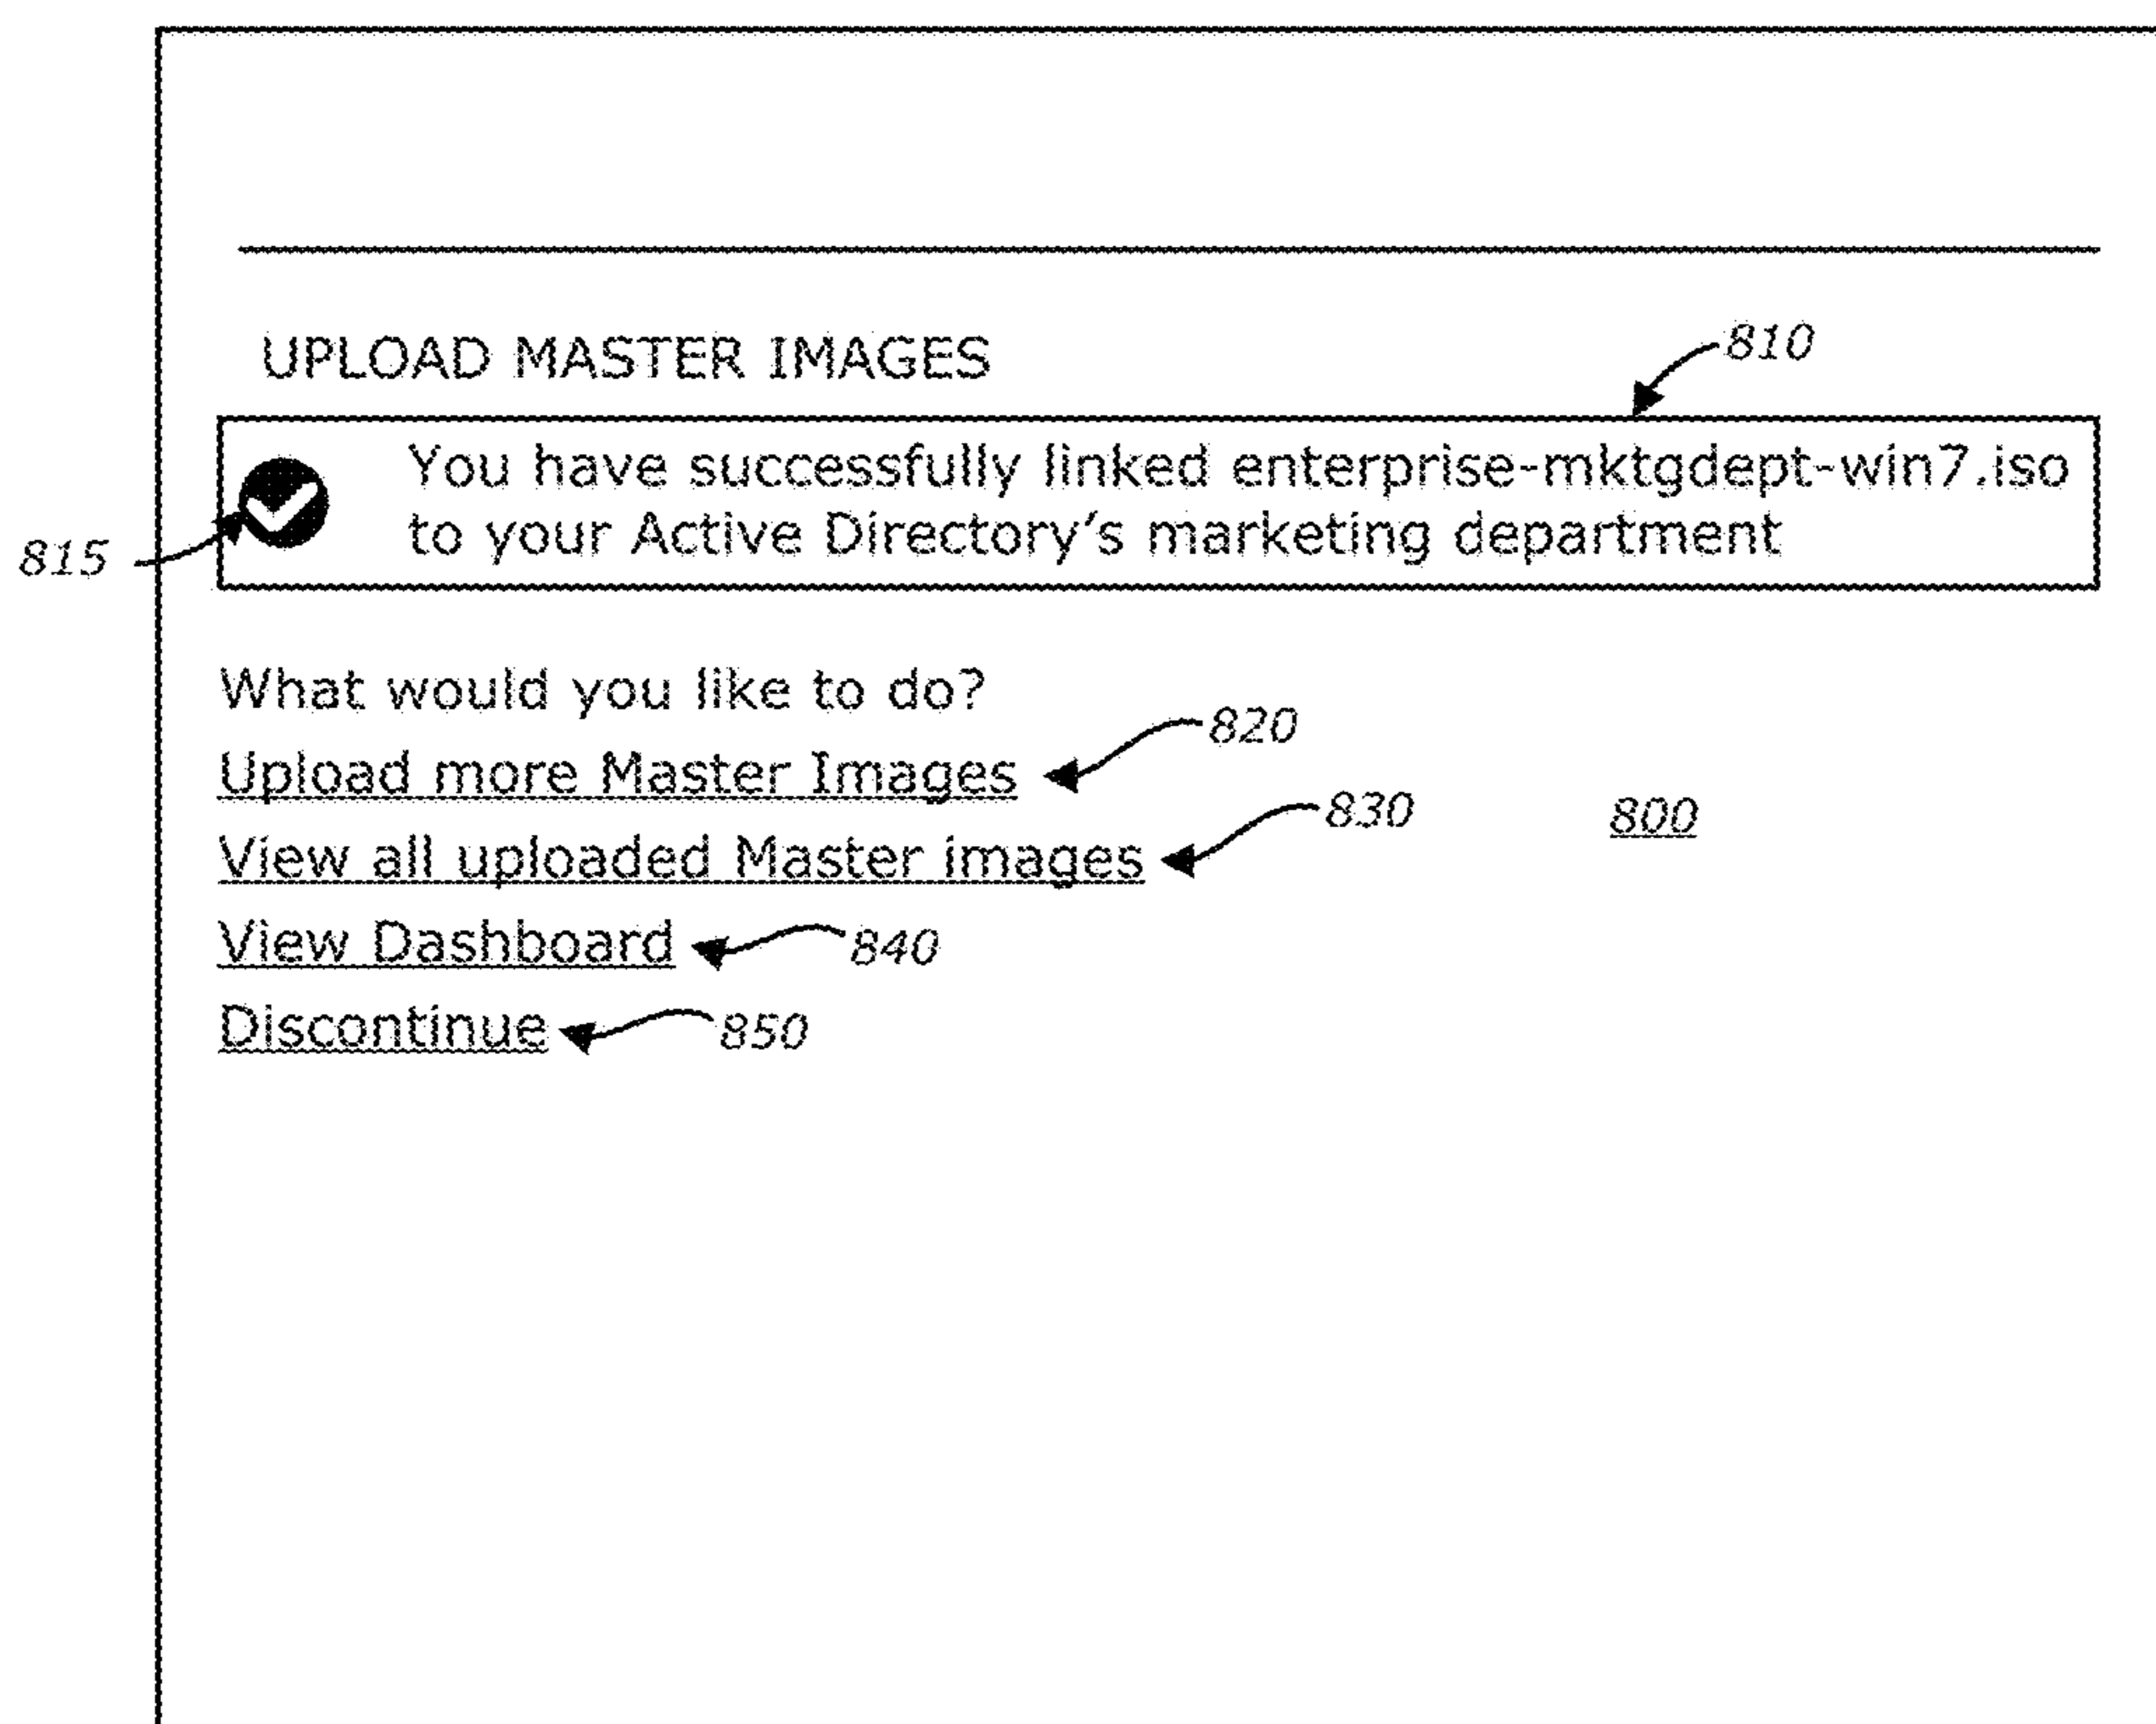 UPLOAD MASTER IMAGES
810
You have successfully linked enterprise-mktgdept-win7.iso
to your Active Directory’s marketing department
815
What would you like to do?
820
Upload more Master Images
830
800
View all uploaded Master images
View Dashboard
840
Discontinue
850